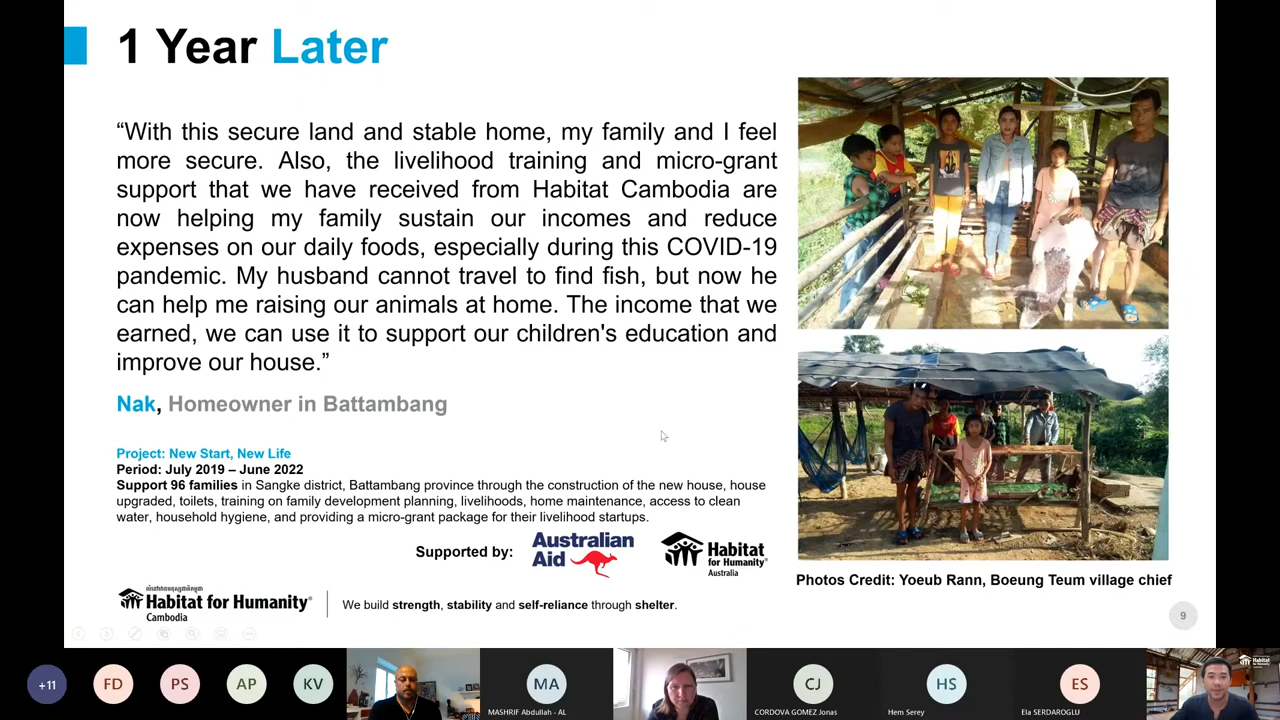 1 Year Later
“With this secure land and stable home, my family and I feel
more secure. Also, the livelihood training and micro-grant
support that we have received from Habitat Cambodia are
now helping my family sustain our incomes and reduce
expenses on our daily foods, especially during this COVID-19
pandemic. My husband cannot travel to find fish, but now he
can help me raising our animals at home. The income that we
earned, we can use it to support our children's education and
improve our house.”
Nak, Homeowner in Battambang
Project: New Start, New Life
Period: July 2019 – June 2022
Support 96 families in Sangke district, Battambang province through the construction of the new house, house
upgraded, toilets, training on family development planning, livelihoods, home maintenance, access to clean
water, household hygiene, and providing a micro-grant package for their livelihood startups.
Supported by:
Australian
Aid
Habitat
for Humanity®
Australia
Photos Credit: Yoeub Rann, Boeung Teum village chief
Habitat for Humanity®
Cambodia
We build strength, stability and self-reliance through shelter.
9
+11
FD
PS
AP
KV
MA
MASHRIF Abdullah - AL
CJ
CORDOVA GOMEZ Jonas
HS
Hem Serey
ES
Ela SERDAROGLU
Habitat